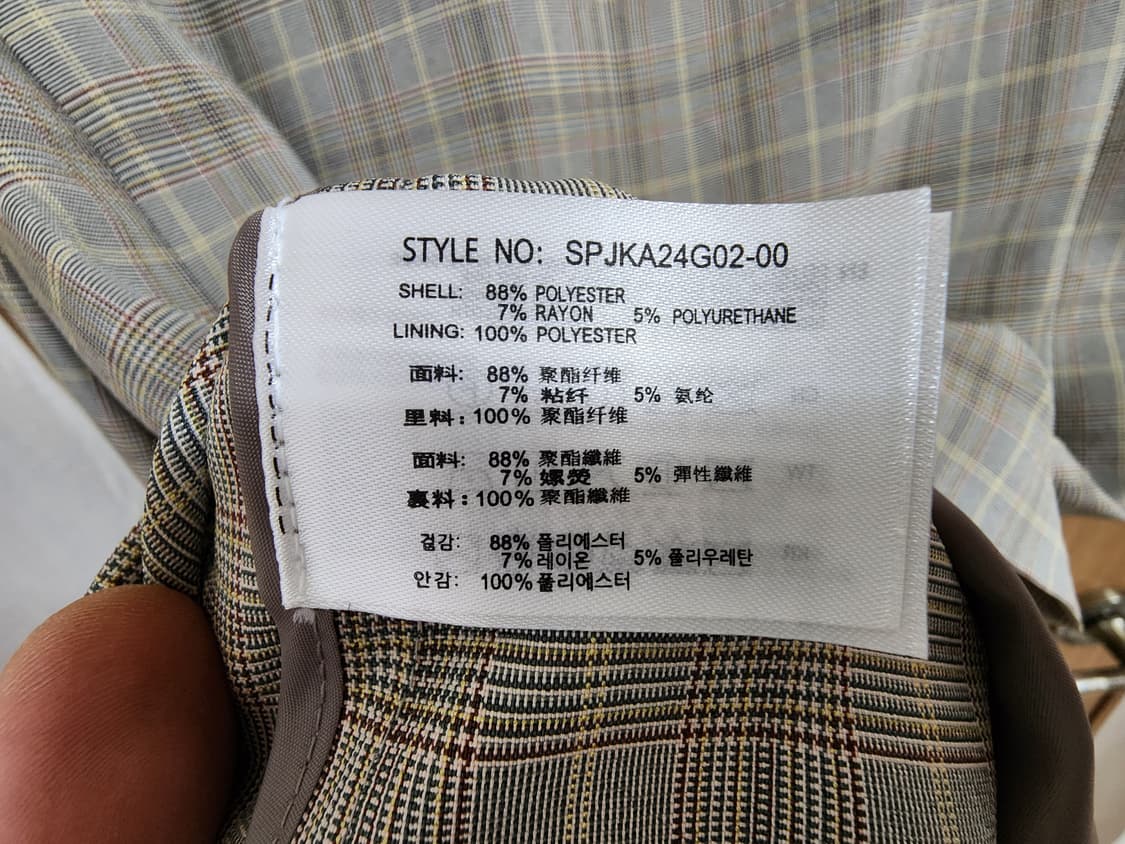 STYLE NO: SPJKA24G02-00
SHELL: 88% POLYESTER
7% RAYON 5% POLYURETHANE
LINING: 100% POLYESTER
面料: 88% 聚酯纤维
7% 粘纤 5% 氨纶
里料: 100% 聚酯纤维
面料: 88% 聚酯纖維
7% 嫘熒 5% 彈性纖維
裏料: 100% 聚酯纖維
겉감: 88% 폴리에스터
7% 레이온 5% 폴리우레탄
안감: 100% 폴리에스터